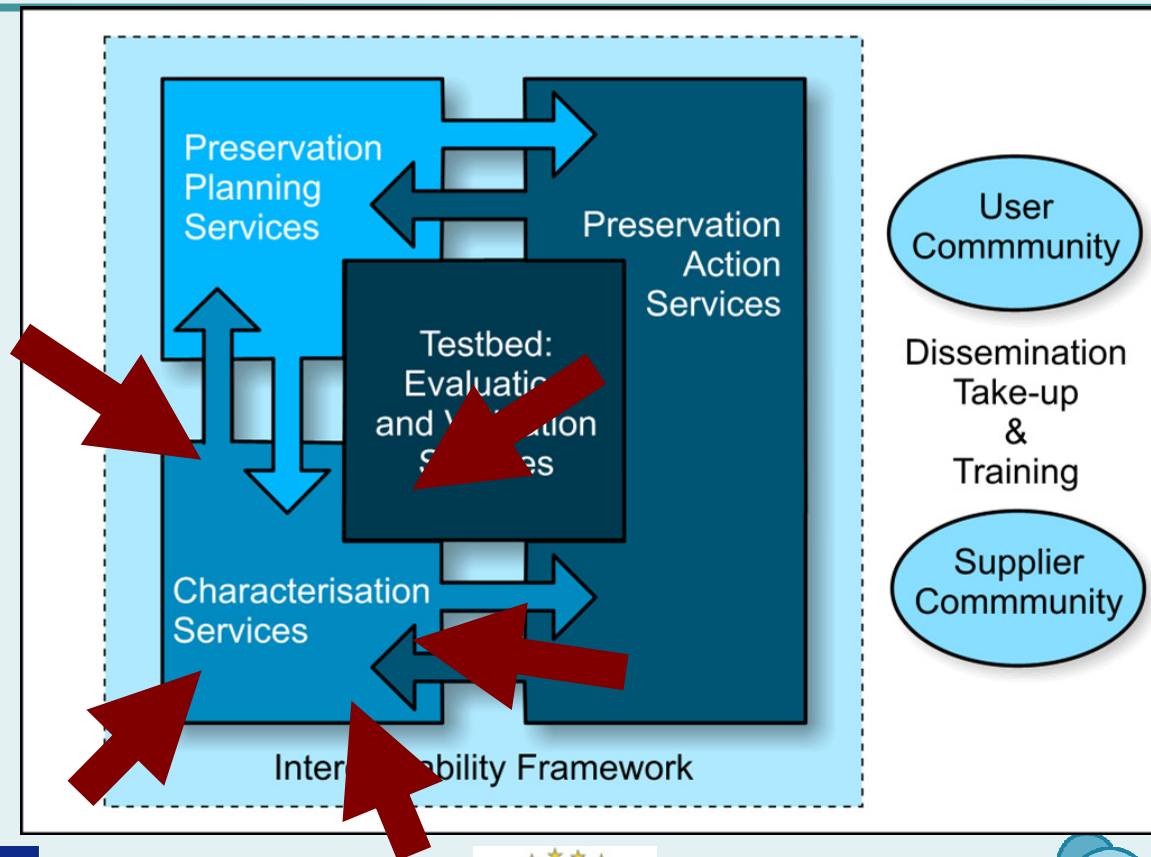 Preservation
Planning
Services
Preservation
Action
Services
Testbed:
and
Characterisation
Services
Framework
User
Commmunity
Dissemination
Take-up
&
Training
Supplier
Commmunity